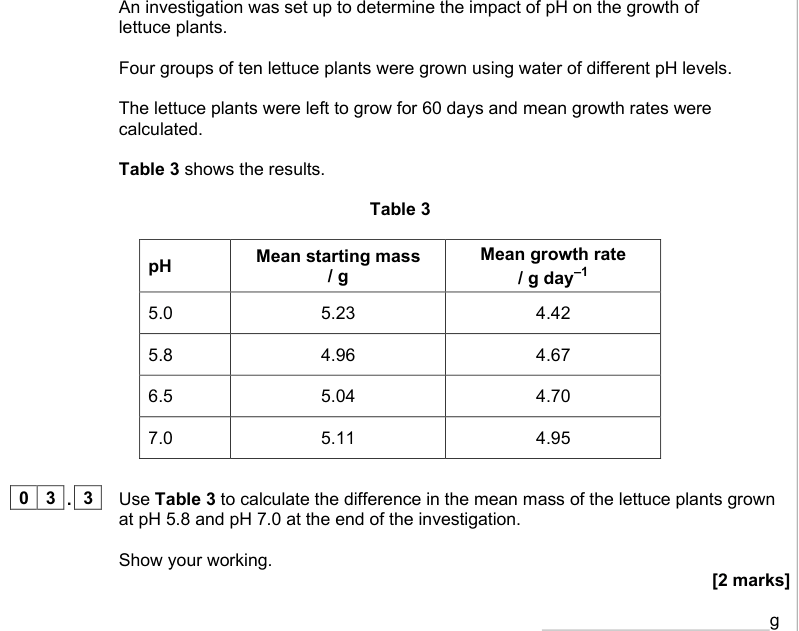 An investigation was set up to determine the impact of pH on the growth of
lettuce plants.
Four groups of ten lettuce plants were grown using water of different pH levels.
The lettuce plants were left to grow for 60 days and mean growth rates were
calculated.
Table 3 shows the results.
Table 3
pH Mean starting mass / g Mean growth rate / g day⁻¹
5.0 5.23 4.42
5.8 4.96 4.67
6.5 5.04 4.70
7.0 5.11 4.95
0 3 . 3 Use Table 3 to calculate the difference in the mean mass of the lettuce plants grown
at pH 5.8 and pH 7.0 at the end of the investigation.
Show your working.
[2 marks]
g